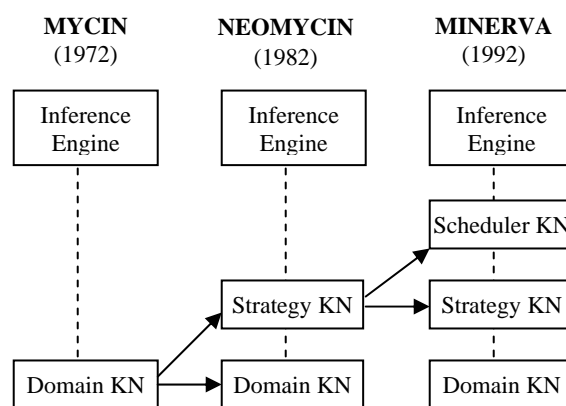 MYCIN
(1972)
NEOMYCIN
(1982)
MINERVA
(1992)
Inference
Engine
Inference
Engine
Inference
Engine
Scheduler KN
Strategy KN
Strategy KN
Domain KN
Domain KN
Domain KN